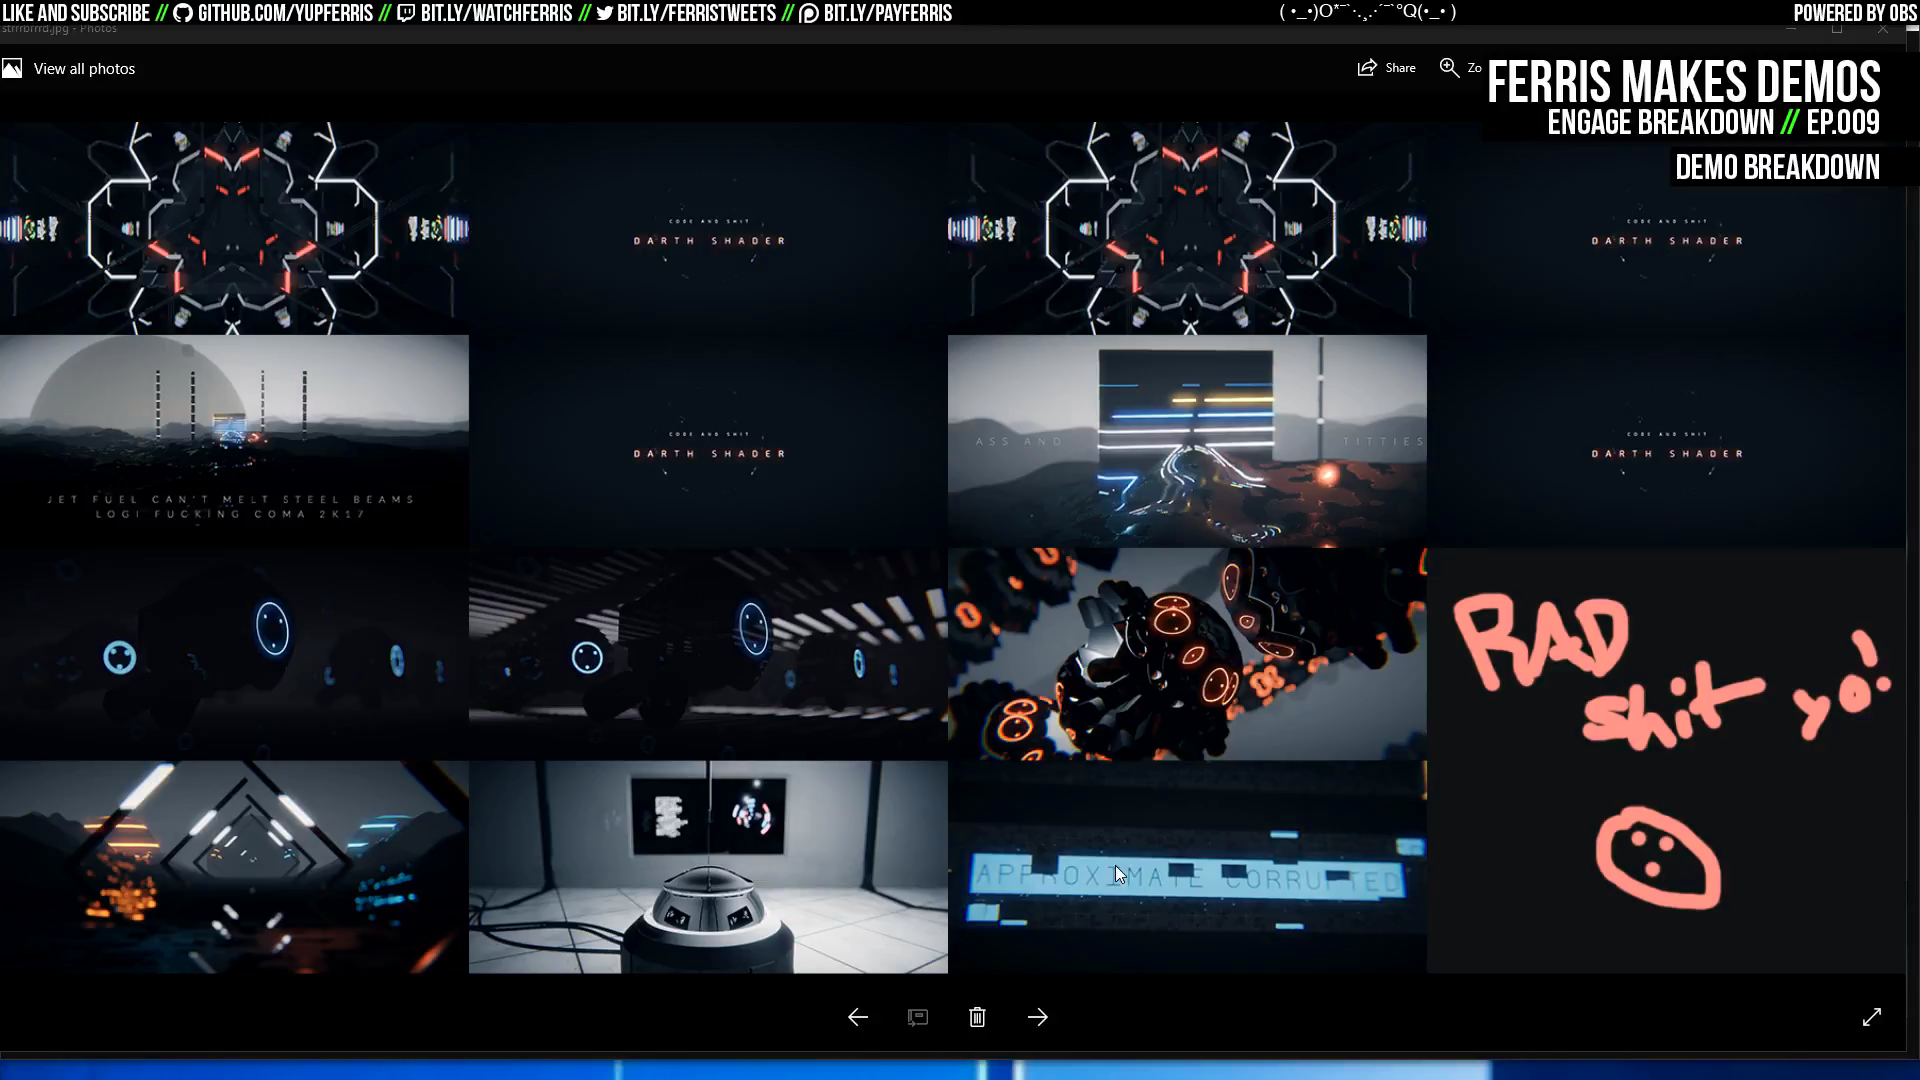 LIKE AND SUBSCRIBE // GITHUB.COM/YUPFERRIS // BIT.LY/WATCHFERRIS // BIT.LY/FERRISTWEETS // BIT.LY/PAYFERRIS
( •_•)O*¯`·.¸.·´¯`°Q(•_• )
POWERED BY OBS
View all photos
Share
Zo
FERRIS MAKES DEMOS
ENGAGE BREAKDOWN // EP.009
DEMO BREAKDOWN
CODE AND SHIT
DARTH SHADER
CODE AND SHIT
DARTH SHADER
JET FUEL CAN'T MELT STEEL BEAMS
LOGI FUCKING COMA 2K17
CODE AND SHIT
DARTH SHADER
ASS AND TITTIES
CODE AND SHIT
DARTH SHADER
RAD
shit yo!
APPROXIMATE CORRUPTED